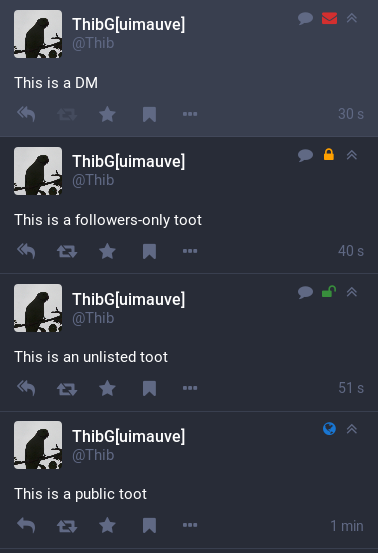 ThibG[uimauve]
@Thib
This is a DM
30 s
ThibG[uimauve]
@Thib
This is a followers-only toot
40 s
ThibG[uimauve]
@Thib
This is an unlisted toot
51 s
ThibG[uimauve]
@Thib
This is a public toot
1 min